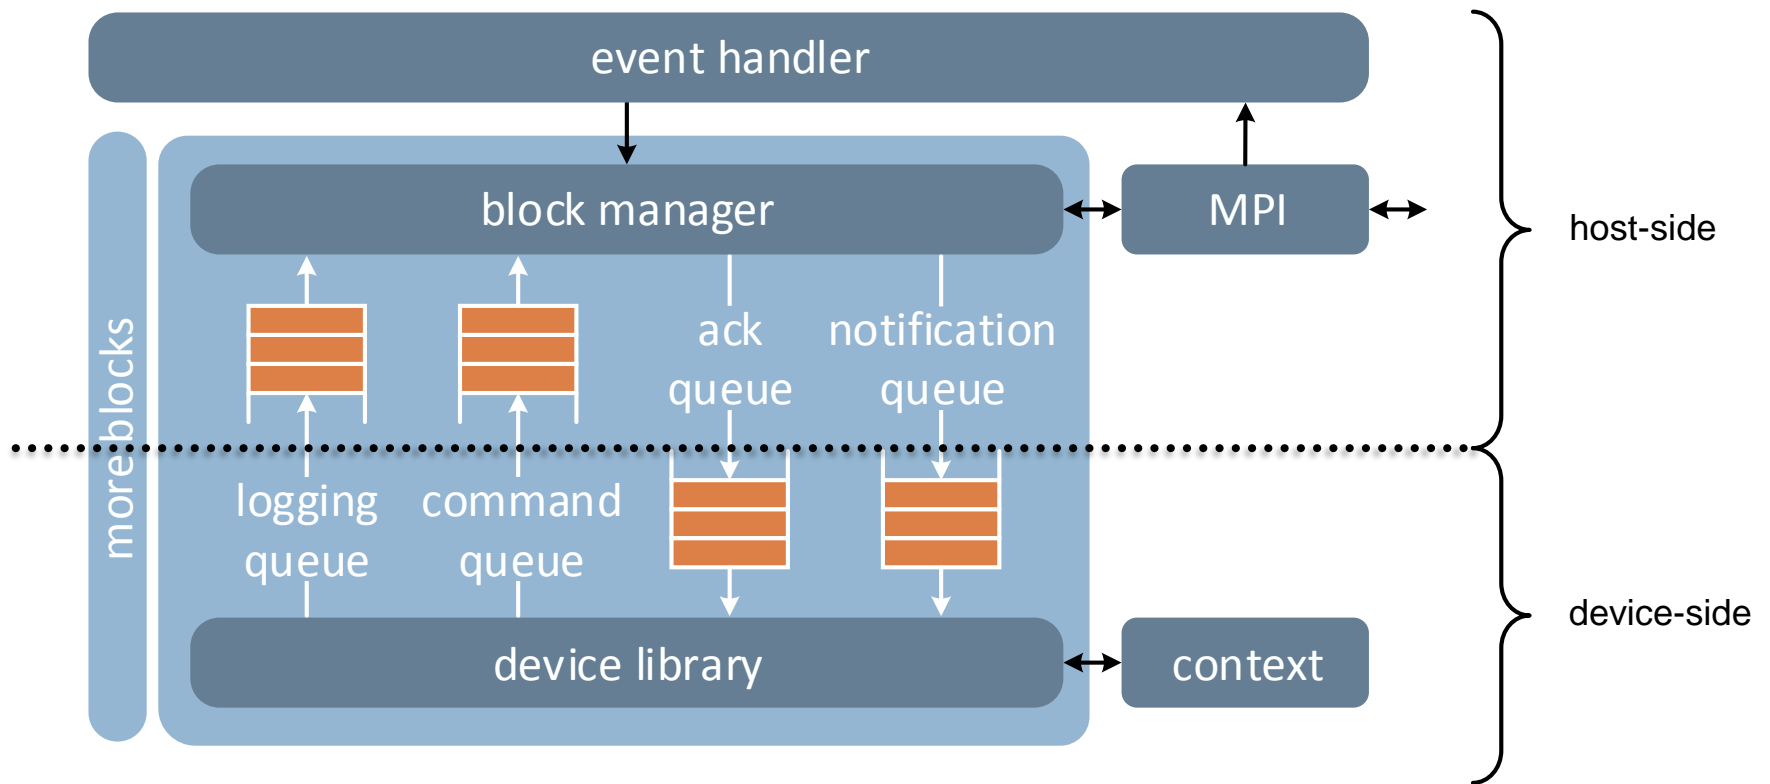 event handler
block manager
MPI
host-side
more blocks
ack
queue
notification
queue
logging
queue
command
queue
device library
context
device-side